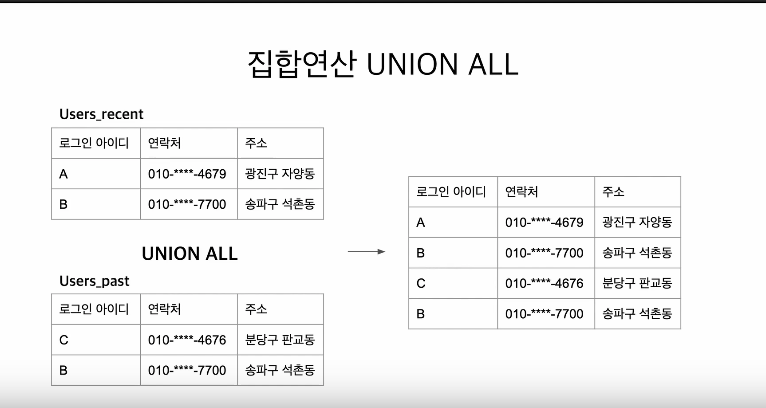 집합연산 UNION ALL
Users_recent
로그인 아이디 연락처 주소
A 010-****-4679 광진구 자양동
B 010-****-7700 송파구 석촌동
UNION ALL
Users_past
로그인 아이디 연락처 주소
C 010-****-4676 분당구 판교동
B 010-****-7700 송파구 석촌동
로그인 아이디 연락처 주소
A 010-****-4679 광진구 자양동
B 010-****-7700 송파구 석촌동
C 010-****-4676 분당구 판교동
B 010-****-7700 송파구 석촌동